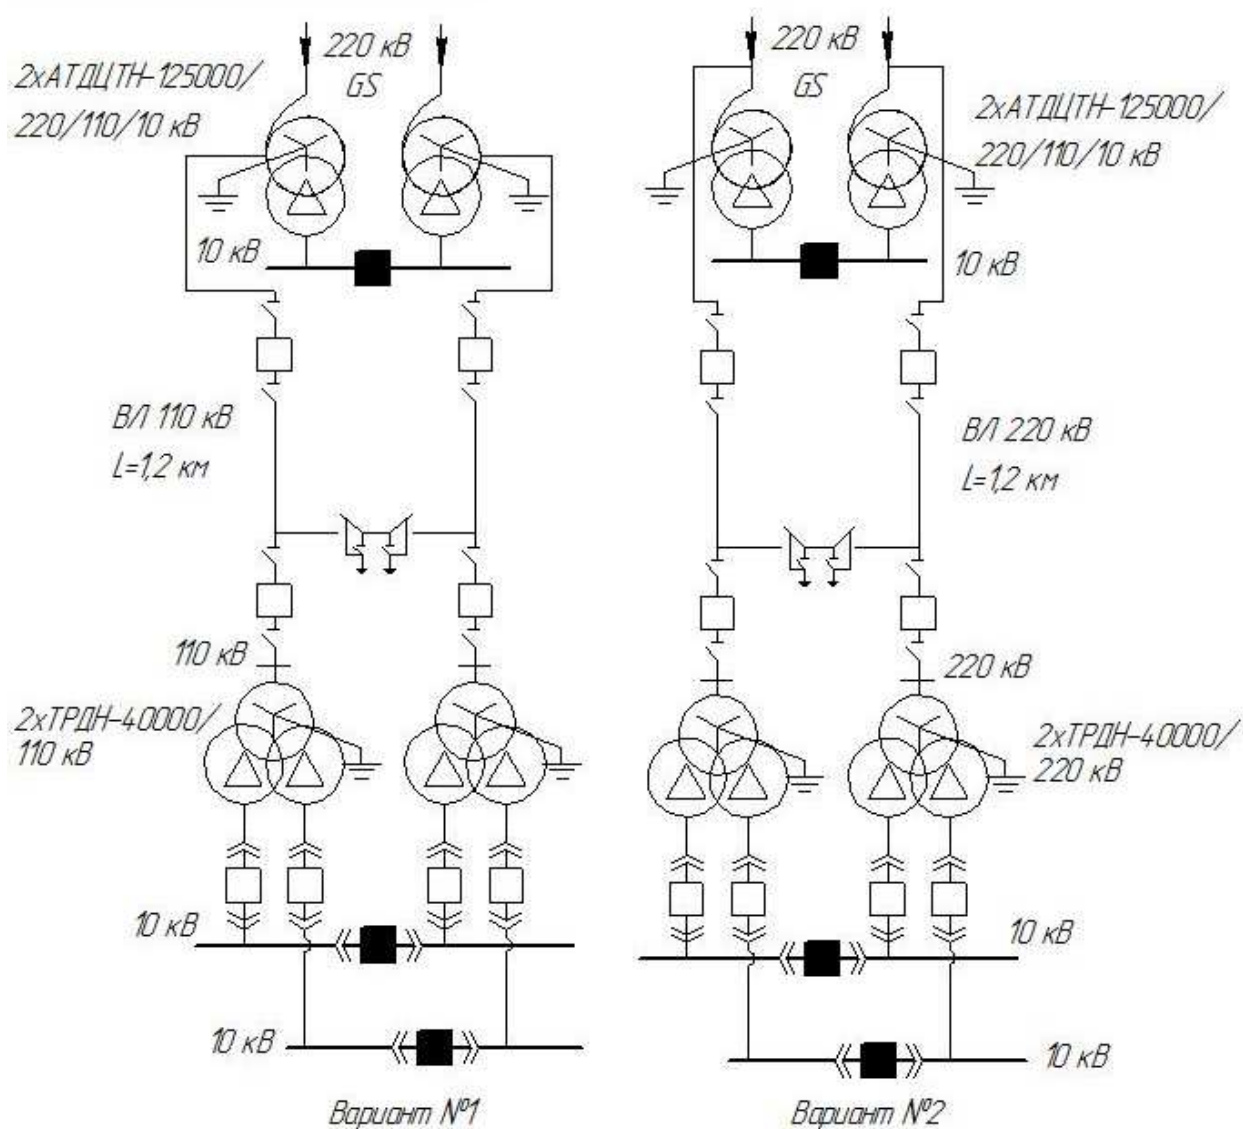 220 кВ
GS
2хАТДЦТН-125000/
220/110/10 кВ
10 кВ
ВЛ 110 кВ
L=1,2 км
110 кВ
2хТРДН-40000/
110 кВ
10 кВ
10 кВ
Вариант №1
220 кВ
GS
2хАТДЦТН-125000/
220/110/10 кВ
10 кВ
ВЛ 220 кВ
L=1,2 км
220 кВ
2хТРДН-40000/
220 кВ
10 кВ
10 кВ
Вариант №2